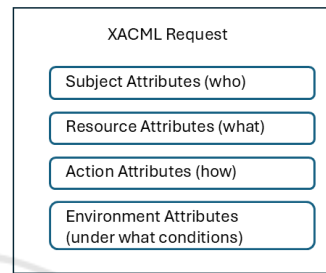 XACML Request
Subject Attributes (who)
Resource Attributes (what)
Action Attributes (how)
Environment Attributes
(under what conditions)